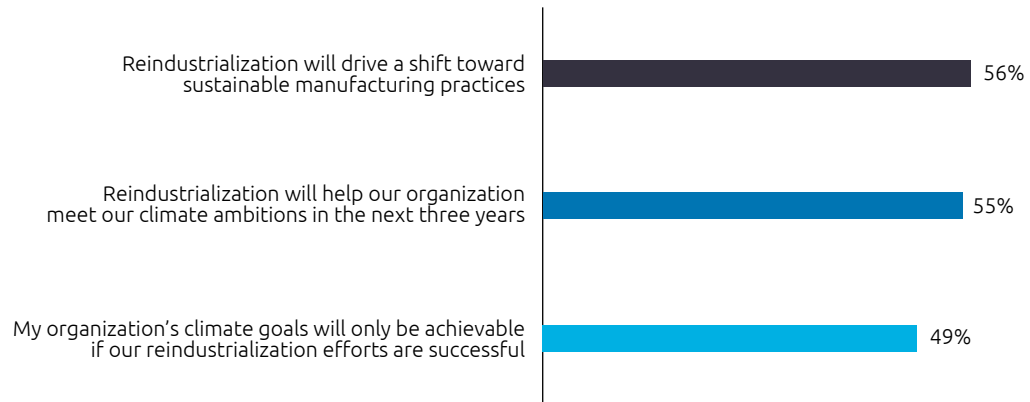 Reindustrialization will drive a shift toward
sustainable manufacturing practices
56%
Reindustrialization will help our organization
meet our climate ambitions in the next three years
55%
My organization’s climate goals will only be achievable
if our reindustrialization efforts are successful
49%